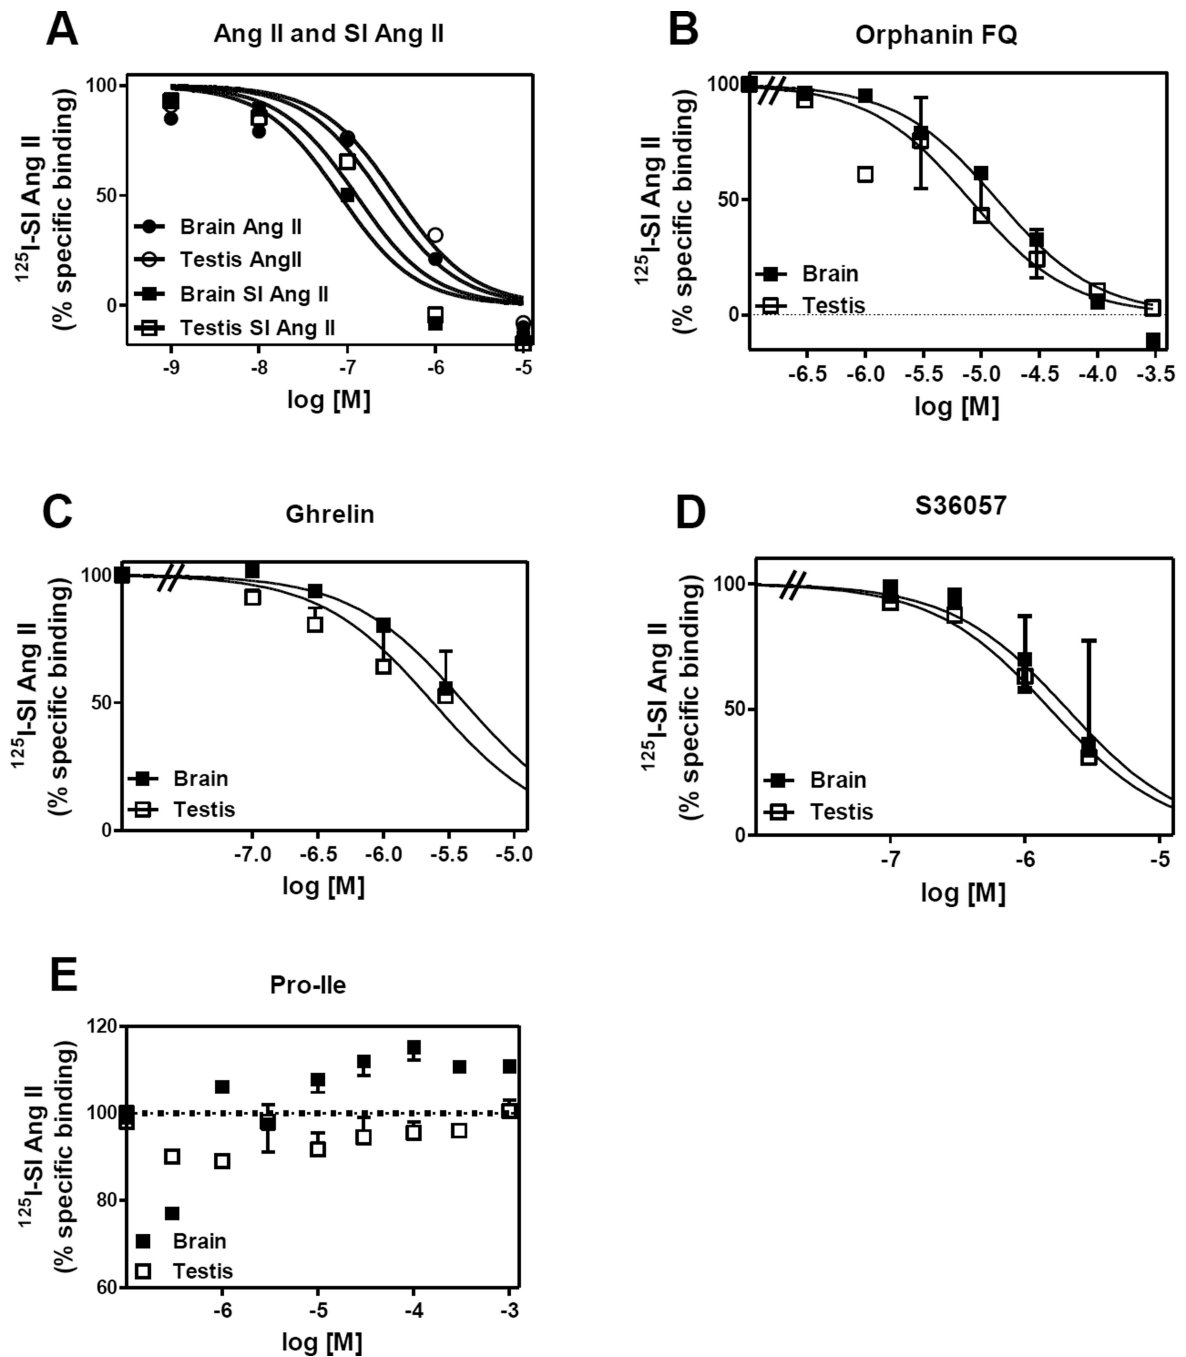 A
Ang II and SI Ang II
125I-SI Ang II
(% specific binding)
100
50
0
Brain Ang II
Testis AngII
Brain SI Ang II
Testis SI Ang II
-9 -8 -7 -6 -5
log [M]
B
Orphanin FQ
125I-SI Ang II
(% specific binding)
100
50
0
Brain
Testis
-6.5 -6.0 -5.5 -5.0 -4.5 -4.0 -3.5
log [M]
C
Ghrelin
125I-SI Ang II
(% specific binding)
100
50
0
Brain
Testis
-7.0 -6.5 -6.0 -5.5 -5.0
log [M]
D
S36057
125I-SI Ang II
(% specific binding)
100
50
0
Brain
Testis
-7 -6 -5
log [M]
E
Pro-Ile
125I-SI Ang II
(% specific binding)
120
100
80
60
Brain
Testis
-6 -5 -4 -3
log [M]